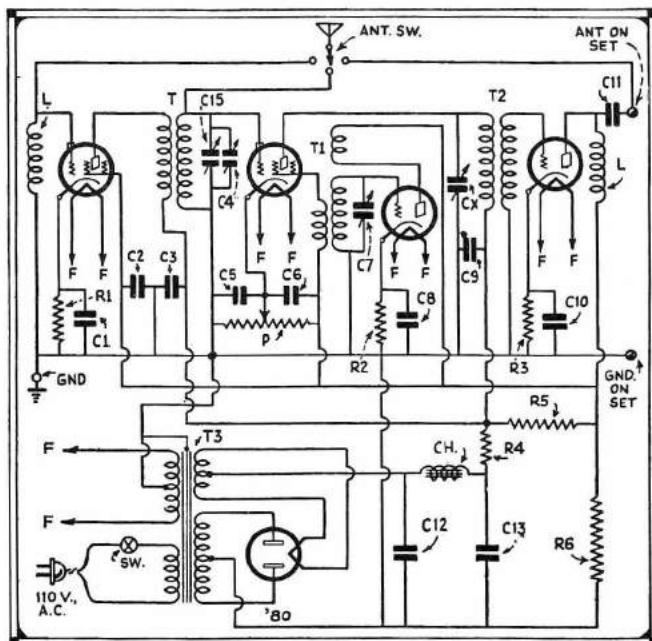 ANT. SW.
ANT ON
SET
C11
L
T
C15
T2
T1
L
C4
CX
C7
C9
F F
F F
F F
F F
C2
C3
C5
C6
C8
C10
R1
C1
P
R2
R3
GND
GND.
ON
SET
R5
F
T3
CH.
R4
F
C12
C13
R6
SW.
110 V.,
A.C.
'80